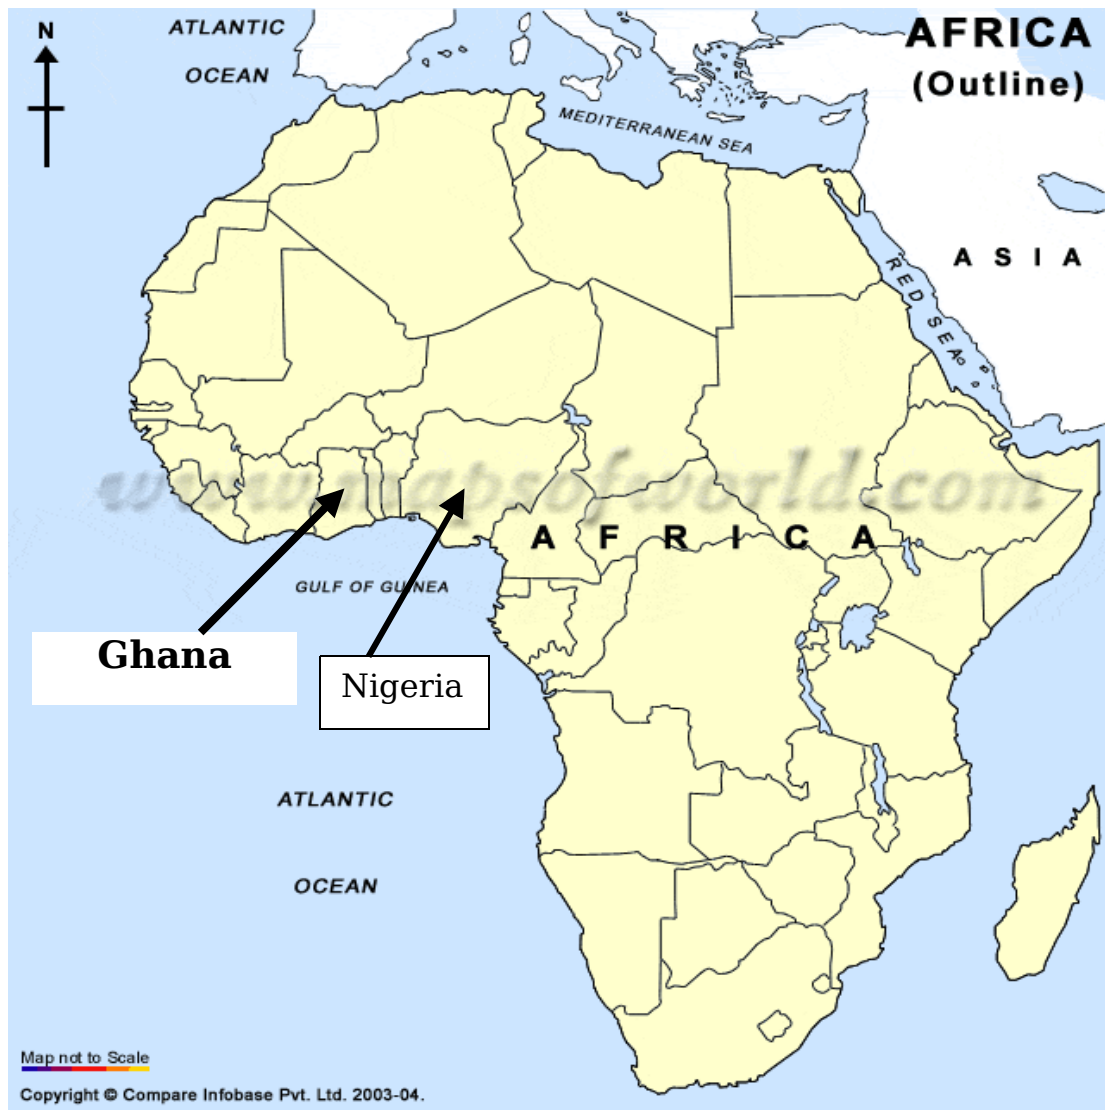 N
ATLANTIC
OCEAN
AFRICA
(Outline)
MEDITERRANEAN SEA
ASIA
RED SEA
www.mapsofworld.com
AFRICA
GULF OF GUINEA
Ghana
Nigeria
ATLANTIC
OCEAN
Map not to Scale
Copyright © Compare Infobase Pvt. Ltd. 2003-04.